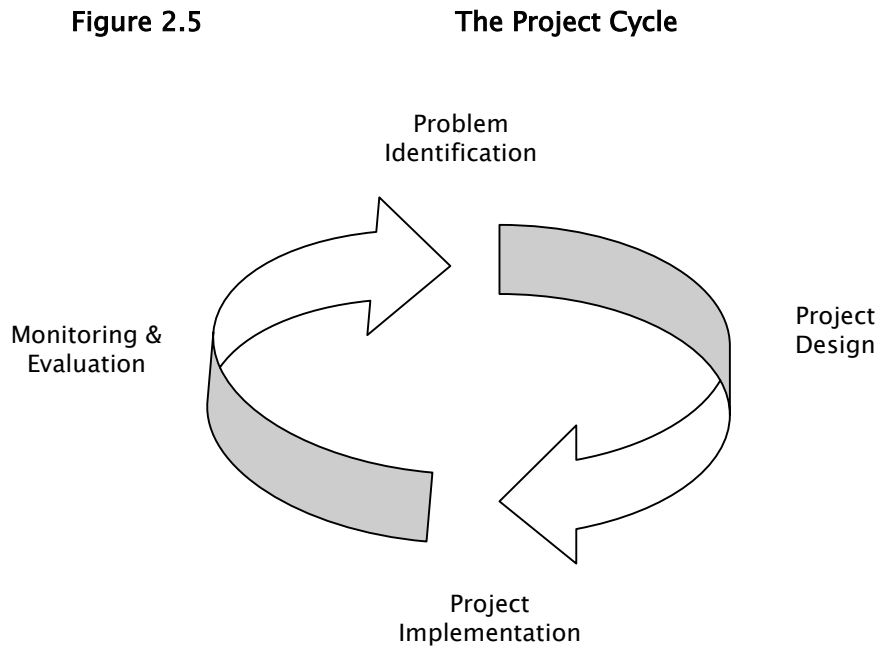 Figure 2.5 The Project Cycle
Problem
Identification
Project
Design
Monitoring &
Evaluation
Project
Implementation